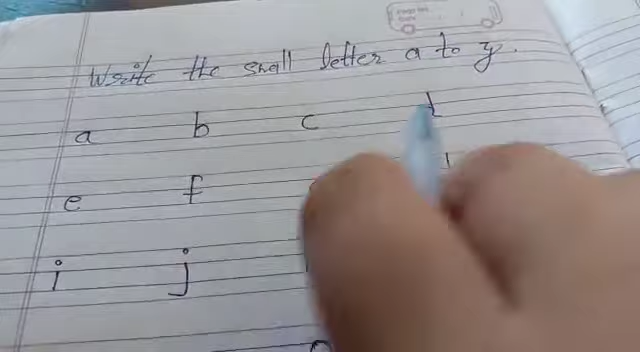 Write the small letter a to y.
a b c d
e f
i j